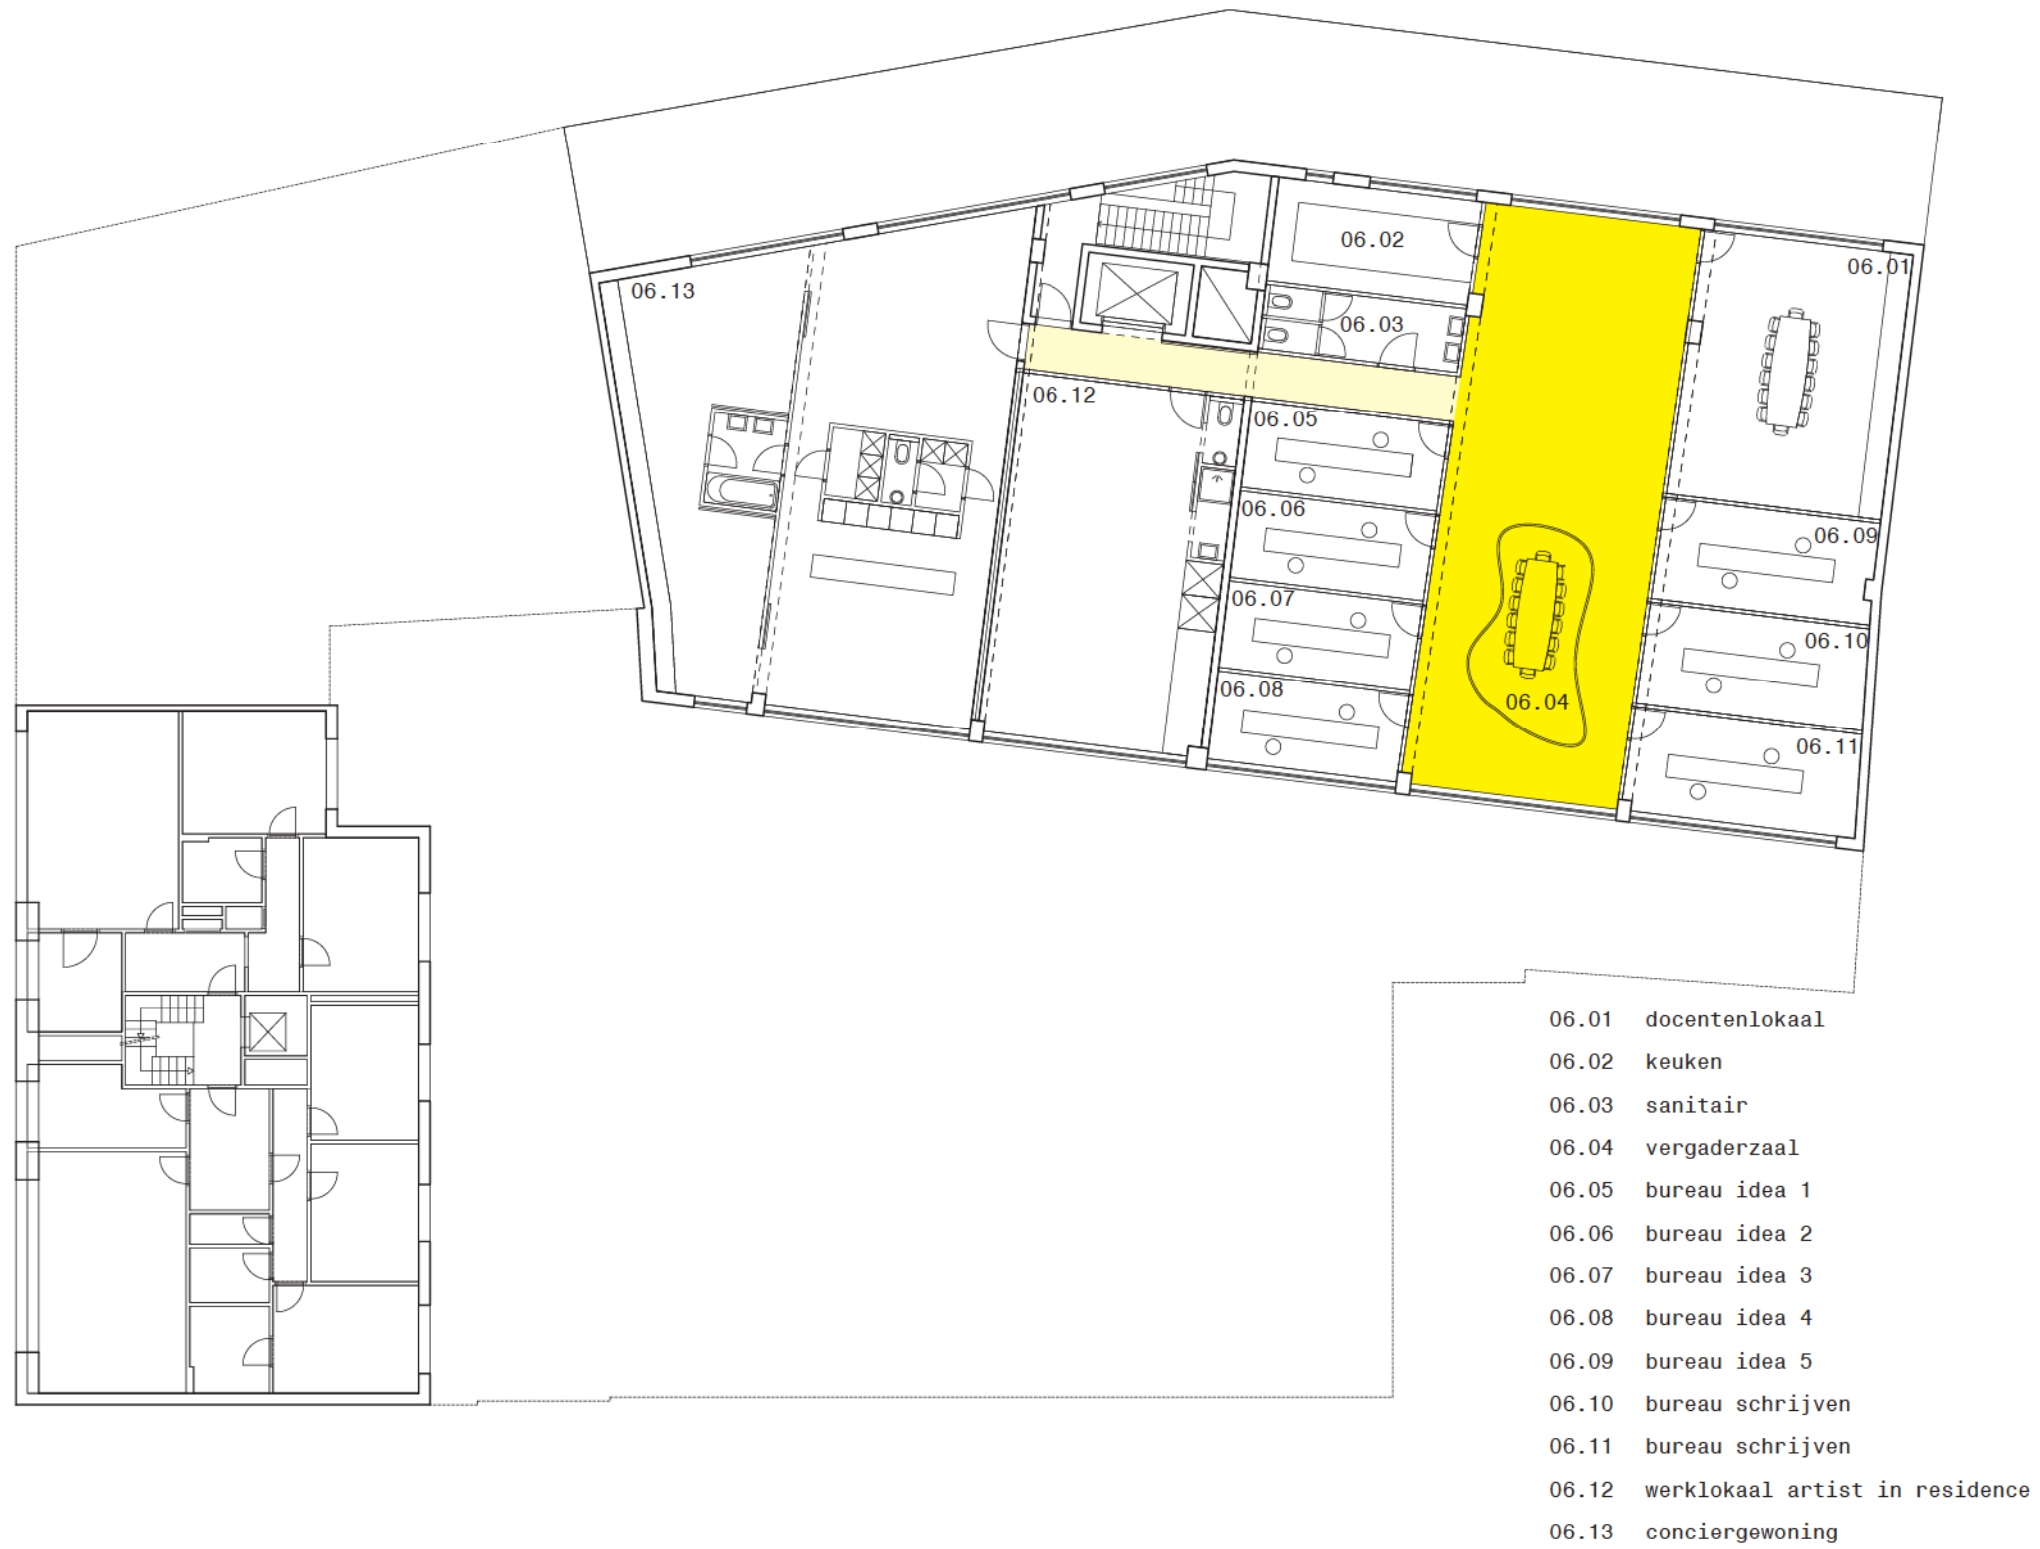 06.02
06.01
06.13
06.03
06.12
06.05
06.06
06.09
06.07
06.10
06.08
06.04
06.11
06.01 docentenlokaal
06.02 keuken
06.03 sanitair
06.04 vergaderzaal
06.05 bureau idea 1
06.06 bureau idea 2
06.07 bureau idea 3
06.08 bureau idea 4
06.09 bureau idea 5
06.10 bureau schrijven
06.11 bureau schrijven
06.12 werklokaal artist in residence
06.13 conciergewoning